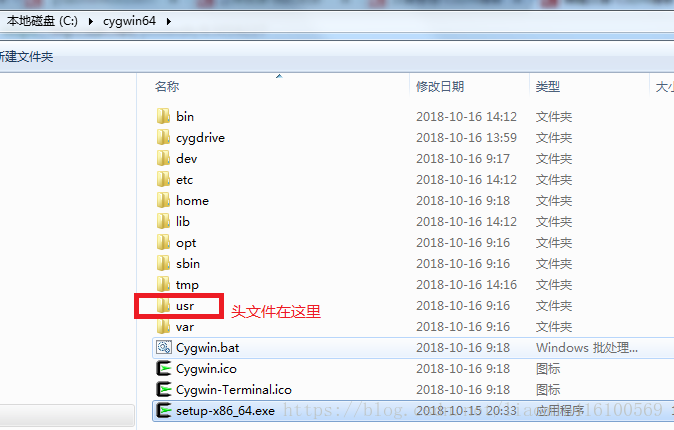 本地磁盘 (C:) ▸ cygwin64 ▸
新建文件夹
名称 修改日期 类型 大小
bin 2018-10-16 14:12 文件夹
cygdrive 2018-10-16 13:59 文件夹
dev 2018-10-16 9:17 文件夹
etc 2018-10-16 14:12 文件夹
home 2018-10-16 9:18 文件夹
lib 2018-10-16 14:12 文件夹
opt 2018-10-16 9:16 文件夹
sbin 2018-10-16 9:16 文件夹
tmp 2018-10-16 14:16 文件夹
usr 头文件在这里 2018-10-16 9:16 文件夹
var 2018-10-16 9:16 文件夹
Cygwin.bat 2018-10-16 9:18 Windows 批处理...
Cygwin.ico 2018-10-16 9:18 图标
Cygwin-Terminal.ico 2018-10-16 9:18 图标
setup-x86_64.exe 2018-10-15 20:33 应用程序